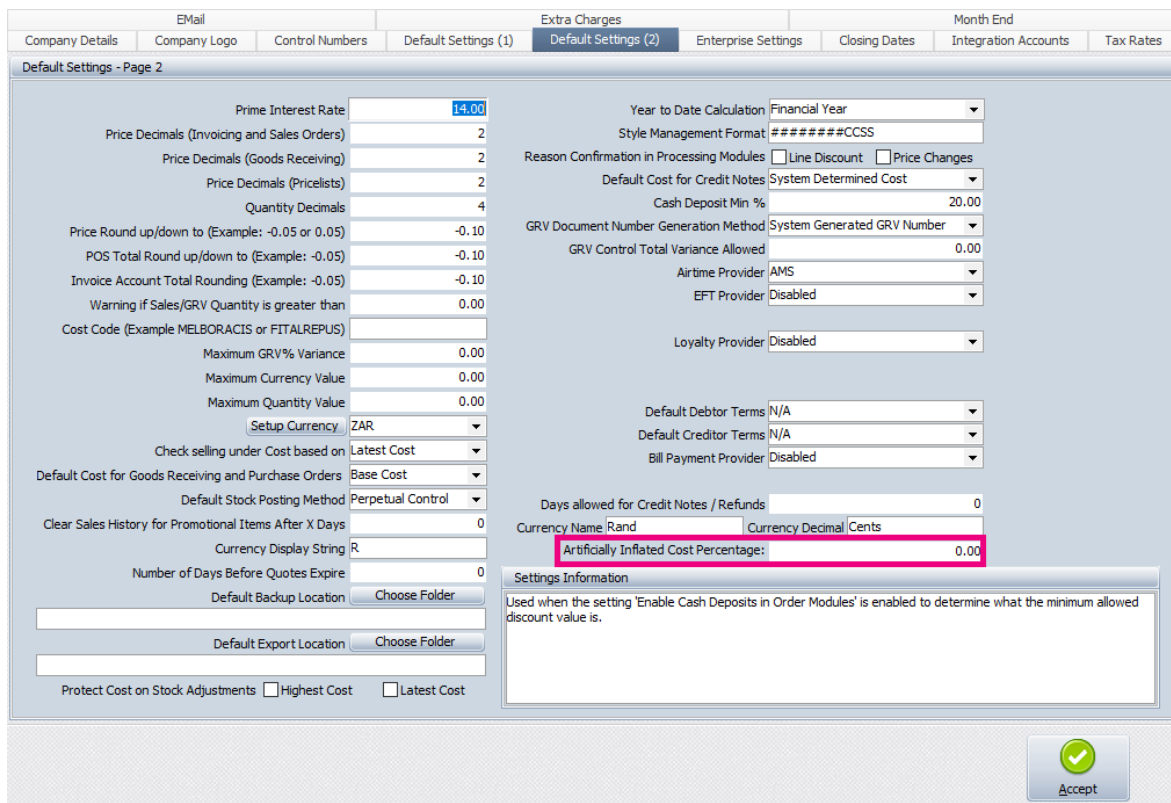 EMail Extra Charges Month End
Company Details Company Logo Control Numbers Default Settings (1) Default Settings (2) Enterprise Settings Closing Dates Integration Accounts Tax Rates
Default Settings - Page 2
Prime Interest Rate 14.00
Price Decimals (Invoicing and Sales Orders) 2
Price Decimals (Goods Receiving) 2
Price Decimals (Pricelists) 2
Quantity Decimals 4
Price Round up/down to (Example: -0.05 or 0.05) -0.10
POS Total Round up/down to (Example: -0.05) -0.10
Invoice Account Total Rounding (Example: -0.05) -0.10
Warning if Sales/GRV Quantity is greater than 0.00
Cost Code (Example MELBORACIS or FITALREPUS)
Maximum GRV% Variance 0.00
Maximum Currency Value 0.00
Maximum Quantity Value 0.00
Setup Currency ZAR
Check selling under Cost based on Latest Cost
Default Cost for Goods Receiving and Purchase Orders Base Cost
Default Stock Posting Method Perpetual Control
Clear Sales History for Promotional Items After X Days 0
Currency Display String R
Number of Days Before Quotes Expire 0
Default Backup Location Choose Folder
Default Export Location Choose Folder
Protect Cost on Stock Adjustments Highest Cost Latest Cost
Year to Date Calculation Financial Year
Style Management Format ########CCSS
Reason Confirmation in Processing Modules Line Discount Price Changes
Default Cost for Credit Notes System Determined Cost
Cash Deposit Min % 20.00
GRV Document Number Generation Method System Generated GRV Number
GRV Control Total Variance Allowed 0.00
Airtime Provider AMS
EFT Provider Disabled
Loyalty Provider Disabled
Default Debtor Terms N/A
Default Creditor Terms N/A
Bill Payment Provider Disabled
Days allowed for Credit Notes / Refunds 0
Currency Name Rand Currency Decimal Cents
Artificially Inflated Cost Percentage: 0.00
Settings Information
Used when the setting 'Enable Cash Deposits in Order Modules' is enabled to determine what the minimum allowed
discount value is.
Accept